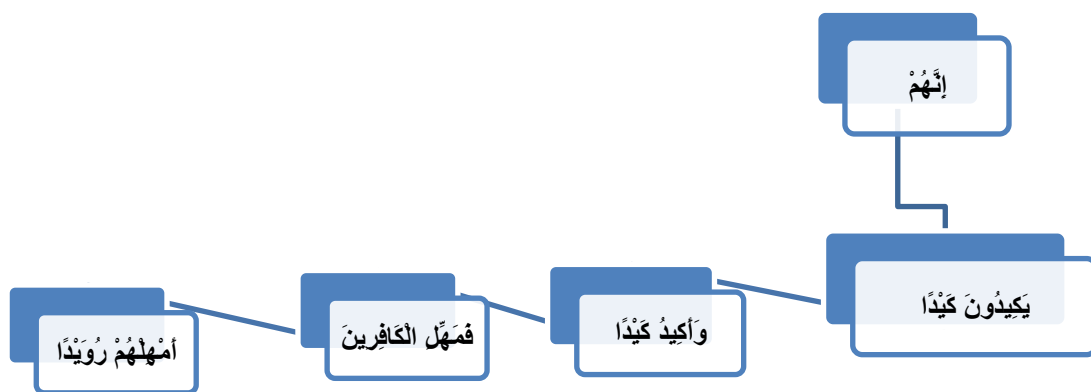 إِنَّهُمْ
يَكِيدُونَ كَيْدًا
وَأَكِيدُ كَيْدًا
فَمَهِّلِ الْكَافِرِينَ
أَمْهِلْهُمْ رُوَيْدًا